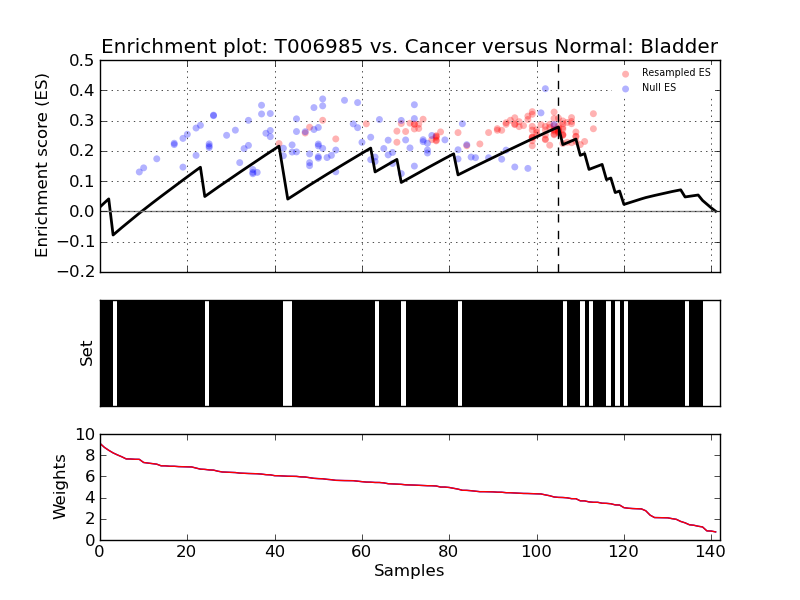 Enrichment plot: T006985 vs. Cancer versus Normal: Bladder
Enrichment score (ES)
0.5
0.4
0.3
0.2
0.1
0.0
−0.1
−0.2
Resampled ES
Null ES
Set
Weights
10
8
6
4
2
0
0 20 40 60 80 100 120 140
Samples